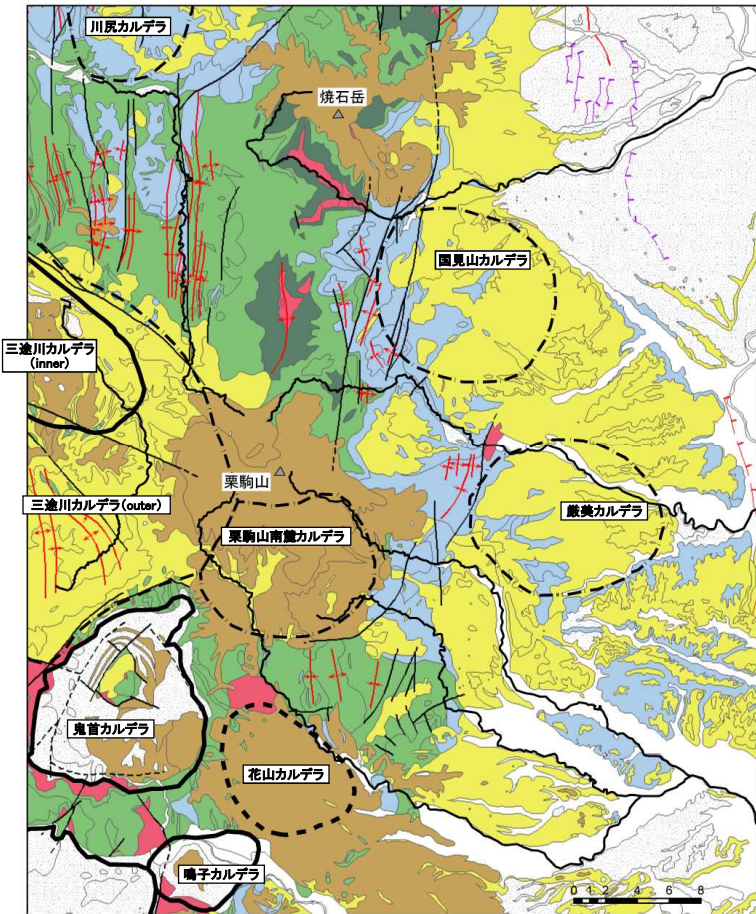 川尻カルデラ
焼石岳
国見山カルデラ
三途川カルデラ
(inner)
栗駒山
三途川カルデラ(outer)
栗駒山南麓カルデラ
厳美カルデラ
鬼首カルデラ
花山カルデラ
鳴子カルデラ
0 1 2 4 6 8